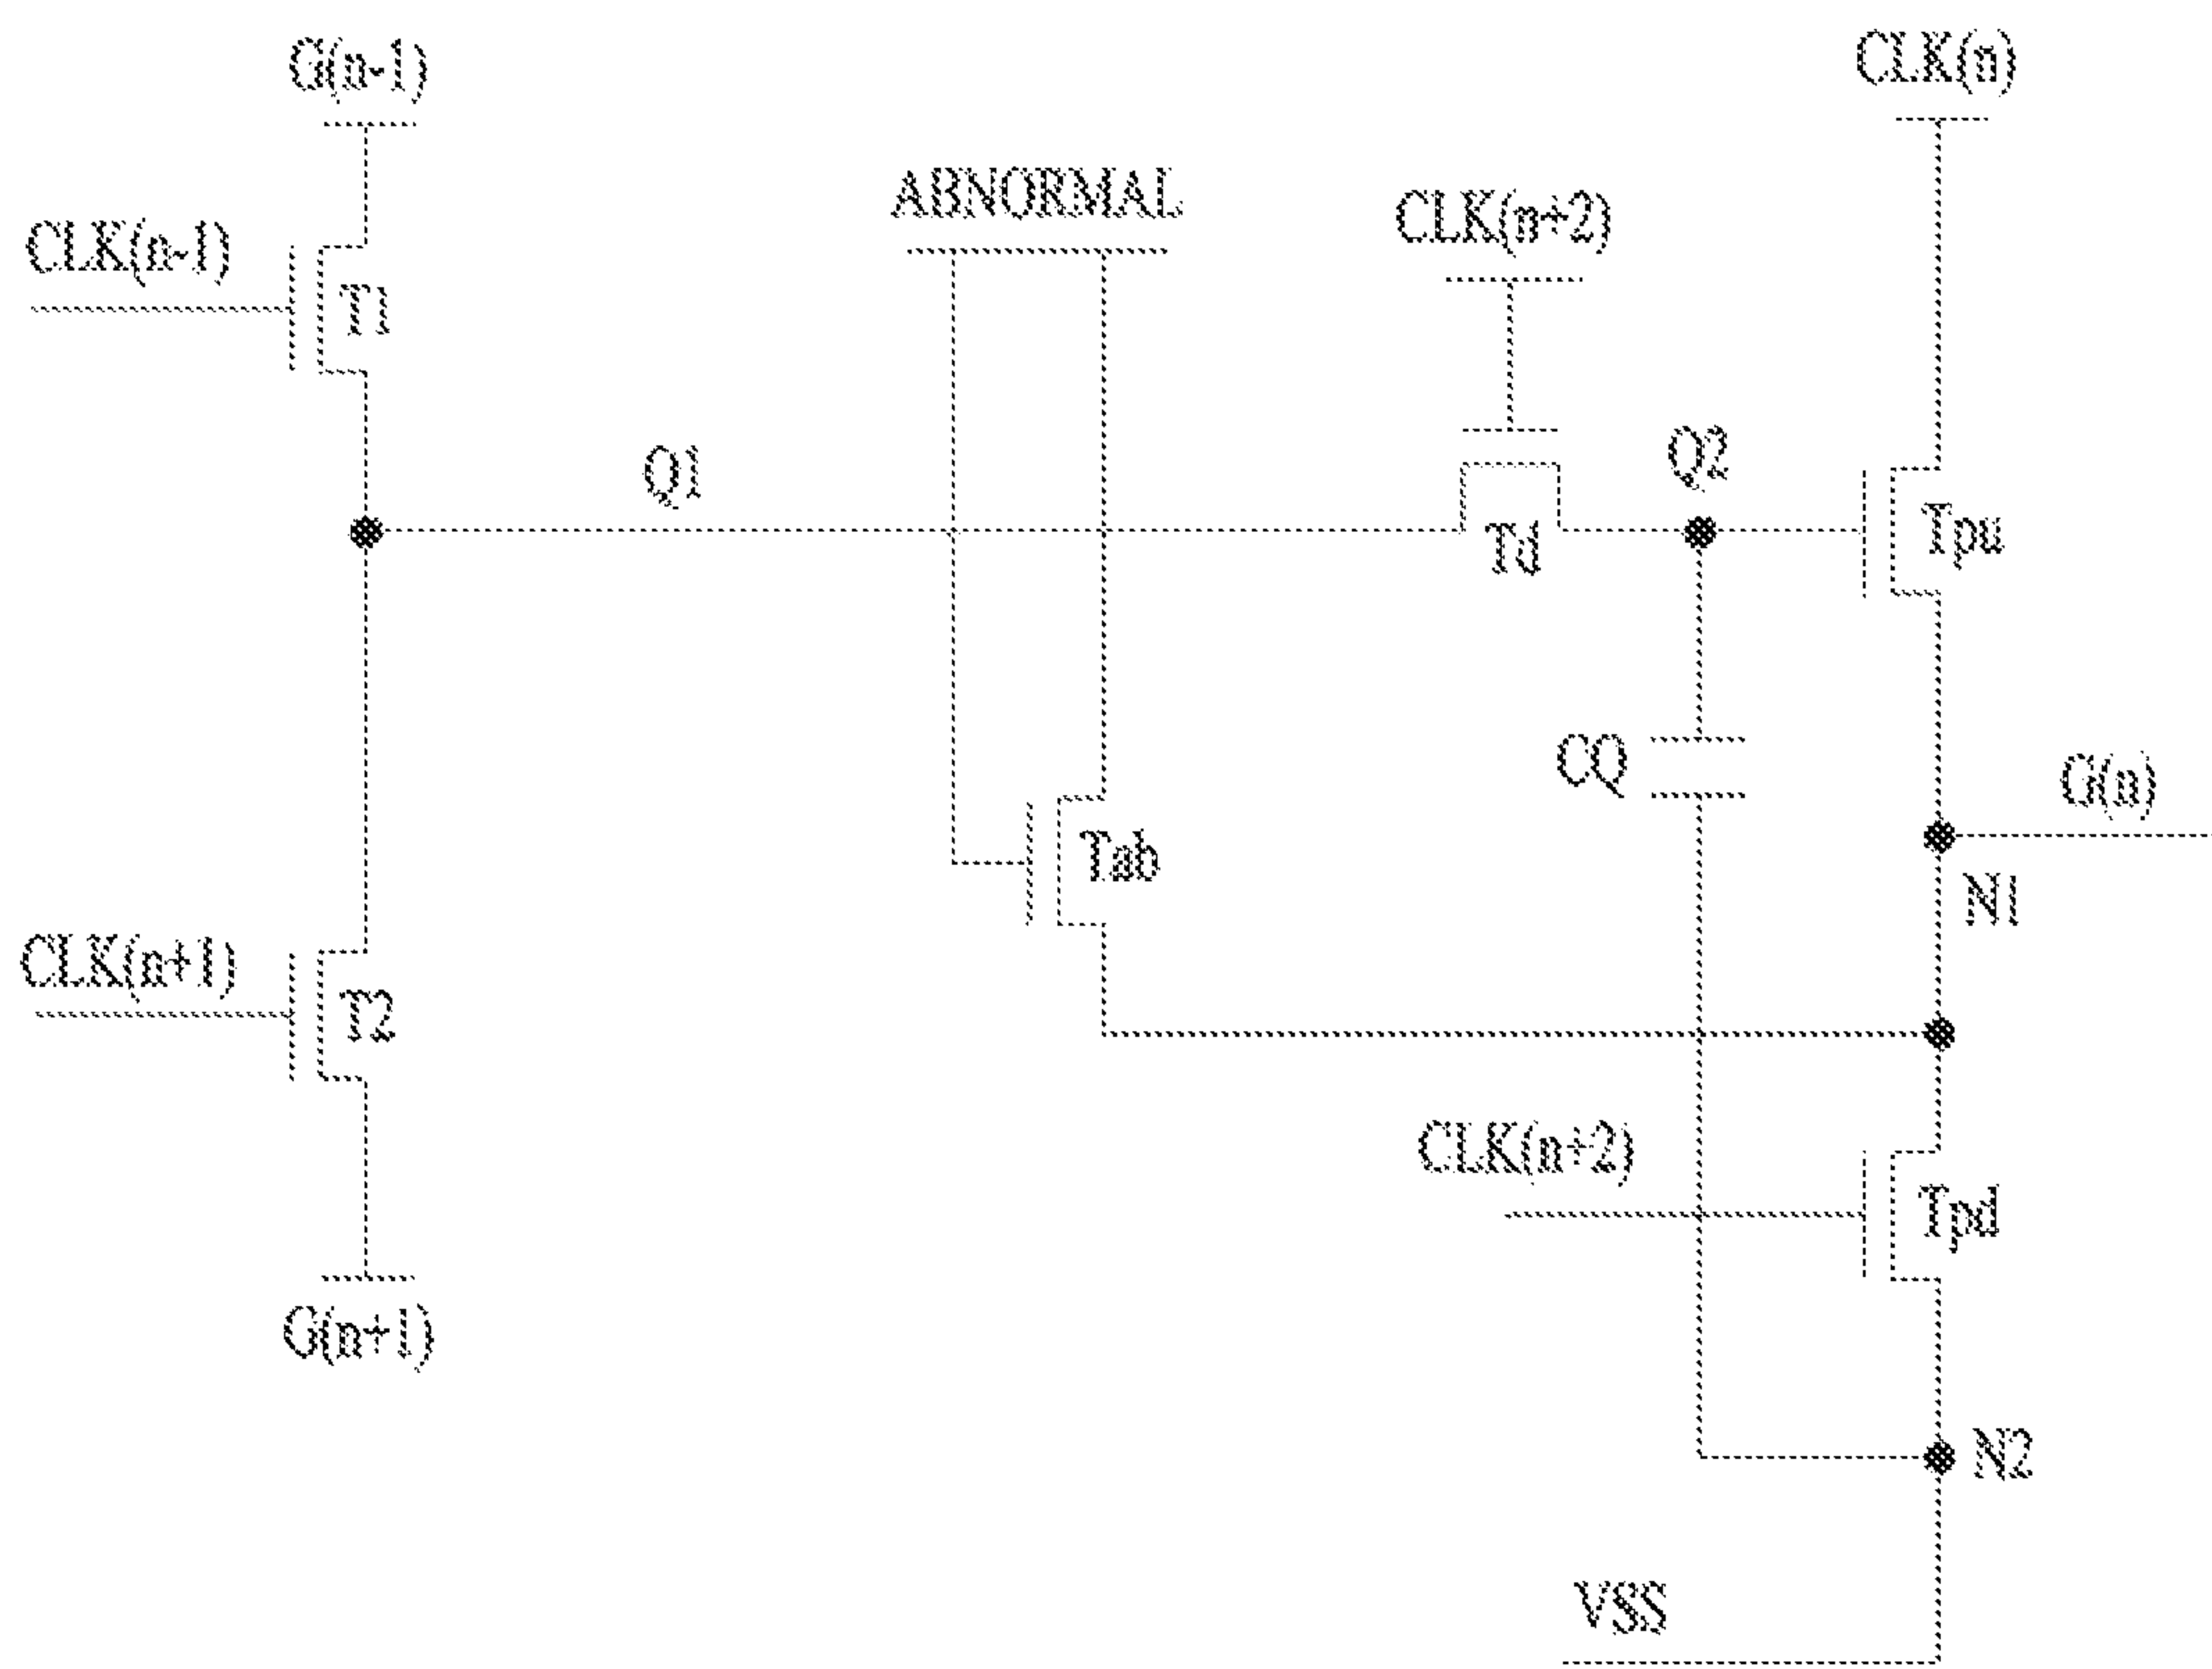 G(n-1)
CLK(n)
ABNORMAL
CLK(n+2)
CLK(n-1)
T1
Q1
Q2
Td
Tpu
CQ
G(n)
Tab
N1
CLK(n+1)
T2
CLK(n+2)
Tpd
G(n+1)
N2
VSS